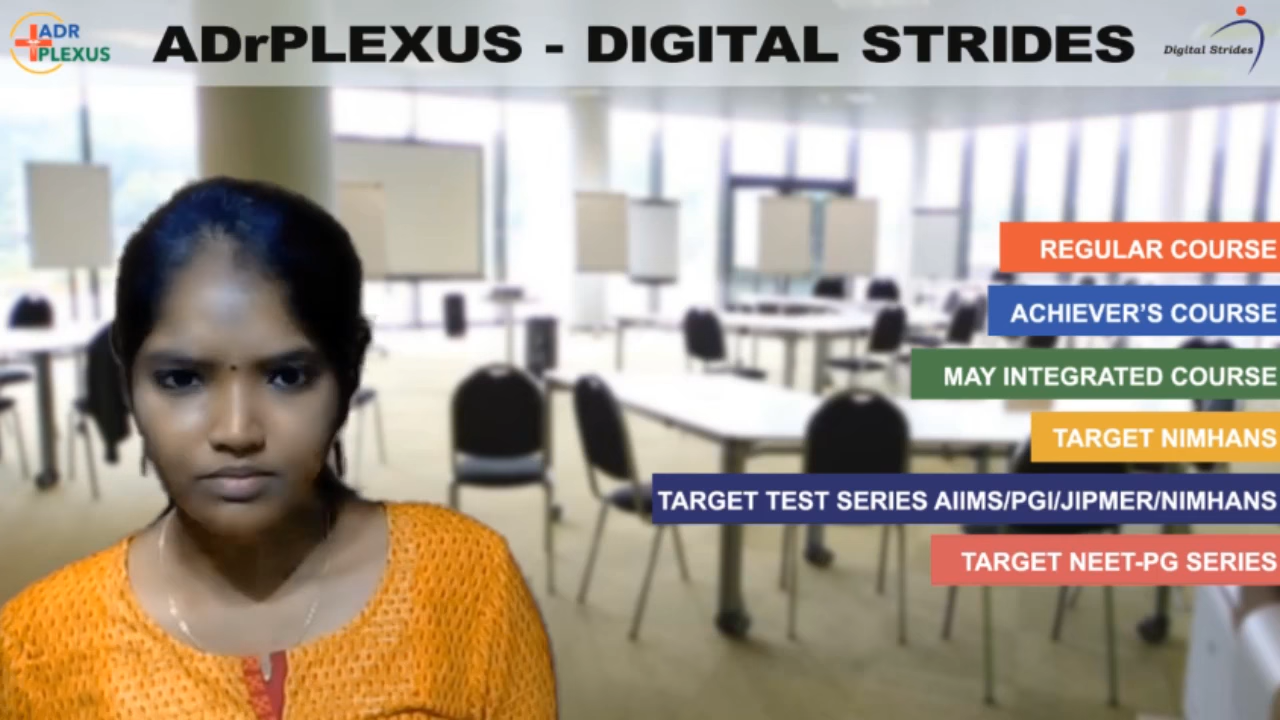 ADR
PLEXUS
ADrPLEXUS - DIGITAL STRIDES
Digital Strides
REGULAR COURSE
ACHIEVER'S COURSE
MAY INTEGRATED COURSE
TARGET NIMHANS
TARGET TEST SERIES AIIMS/PGI/JIPMER/NIMHANS
TARGET NEET-PG SERIES